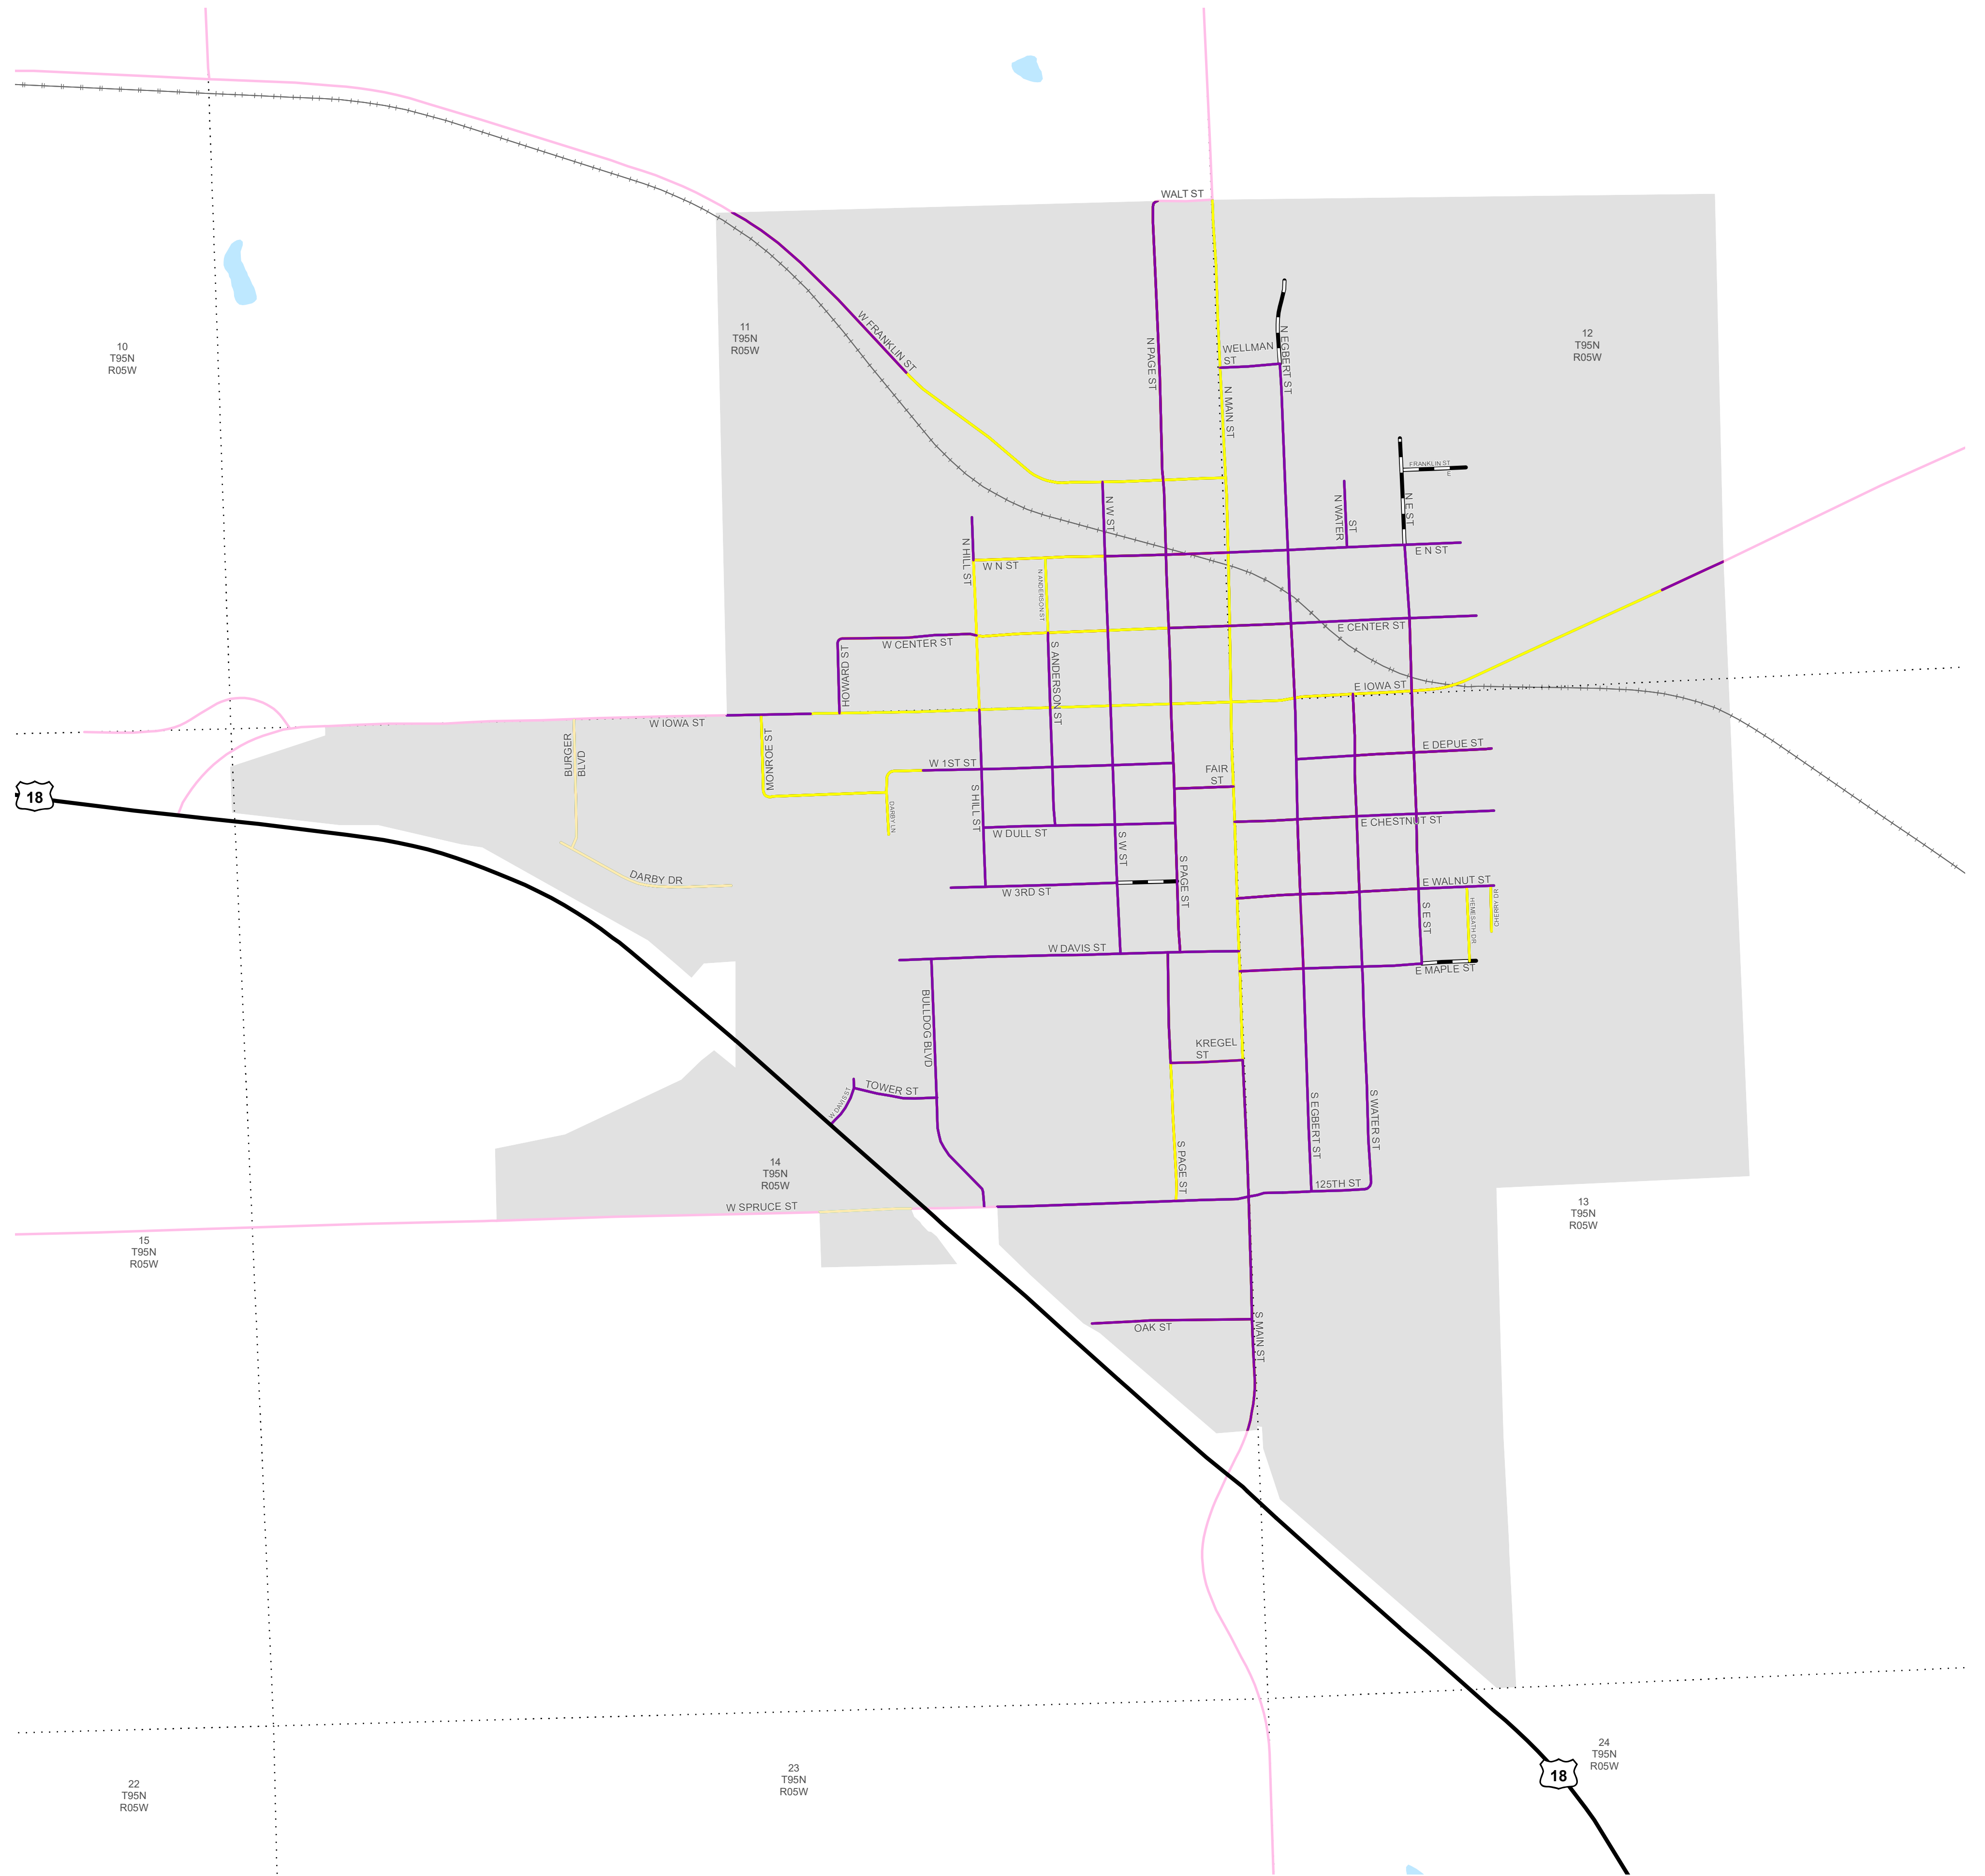 WALT ST
11
T95N
R05W
10
T95N
R05W
12
T95N
R05W
W FRANKLIN ST
N PAGE ST
WELLMAN
ST
N EGBERT ST
N MAIN ST
FRANKLIN ST
E
N W ST
N WATER
ST
N E ST
N HILL ST
W N ST
E N ST
N ANDERSON ST
E CENTER ST
W CENTER ST
HOWARD ST
S ANDERSON ST
E IOWA ST
W IOWA ST
BURGER
BLVD
MONROE ST
E DEPUE ST
W 1ST ST
FAIR
ST
18
S HILL ST
DARBY LN
E CHESTNUT ST
W DULL ST
S W ST
S PAGE ST
DARBY DR
W 3RD ST
E WALNUT ST
CHERRY DR
HEMESATH DR
S E ST
W DAVIS ST
E MAPLE ST
BULLDOG BLVD
KREGEL
ST
TOWER ST
W DAVIS ST
S EGBERT ST
S WATER ST
S PAGE ST
14
T95N
R05W
125TH ST
W SPRUCE ST
13
T95N
R05W
15
T95N
R05W
OAK ST
S MAIN ST
24
T95N
R05W
18
23
T95N
R05W
22
T95N
R05W